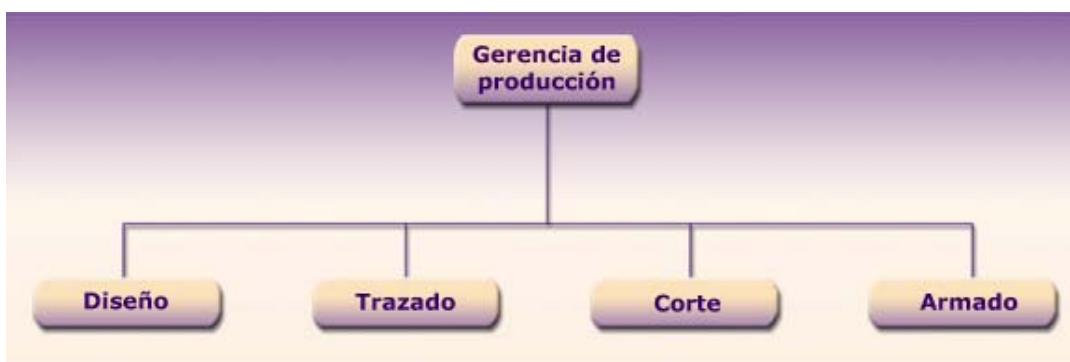 Gerencia de
producción
Diseño
Trazado
Corte
Armado